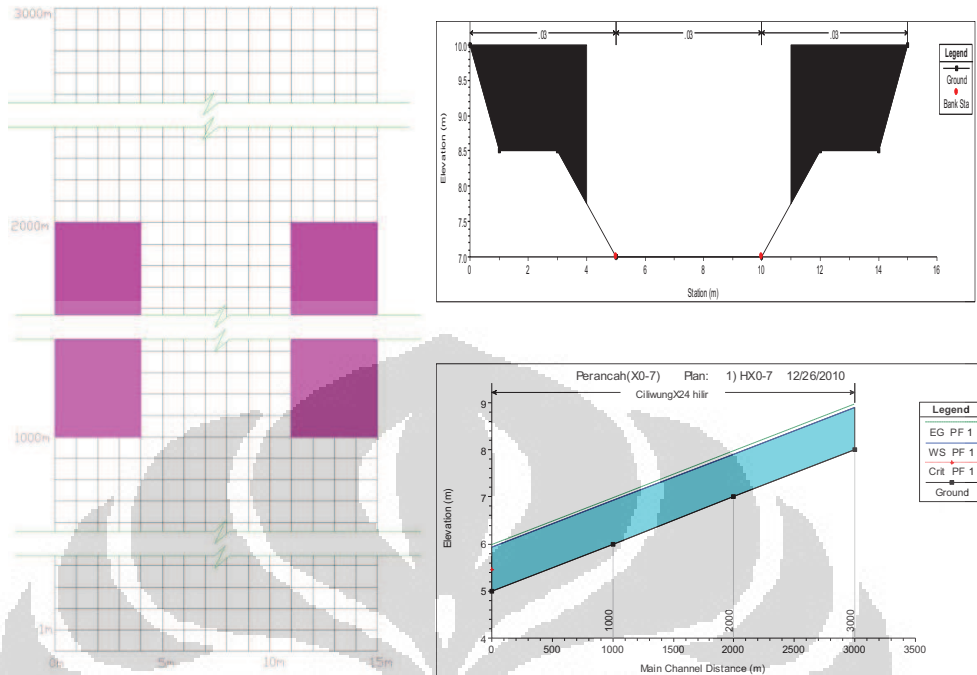 3000m
2000m
1000m
1m
0m
5m
10m
15m
.03
.03
.03
10.0
9.5
9.0
8.5
8.0
7.5
7.0
Elevation (m)
0
2
4
6
8
10
12
14
16
Station (m)
Legend
Ground
Bank Sta
Perancah(X0-7) Plan: 1) HX0-7 12/26/2010
CiliwungX24 hilir
9
8
7
6
5
4
Elevation (m)
1000
2000
3000
0
500
1000
1500
2000
2500
3000
3500
Main Channel Distance (m)
Legend
EG PF 1
WS PF 1
Crit PF 1
Ground